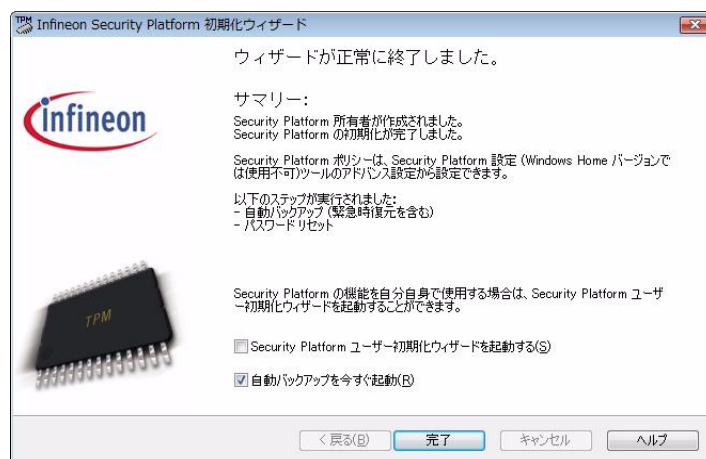 Infineon Security Platform 初期化ウィザード
ウィザードが正常に終了しました。
infineon
サマリー:
Security Platform 所有者が作成されました。
Security Platform の初期化が完了しました。
Security Platform ポリシーは、Security Platform 設定 (Windows Home バージョンで
は使用不可)ツールのアドバンス設定から設定できます。
以下のステップが実行されました:
- 自動バックアップ (緊急時復元を含む)
- パスワード リセット
TPM
Security Platform の機能を自分自身で使用する場合は、Security Platform ユーザ
ー初期化ウィザードを起動することができます。
Security Platform ユーザー初期化ウィザードを起動する(S)
自動バックアップを今すぐ起動(R)
< 戻る(B)
完了
キャンセル
ヘルプ